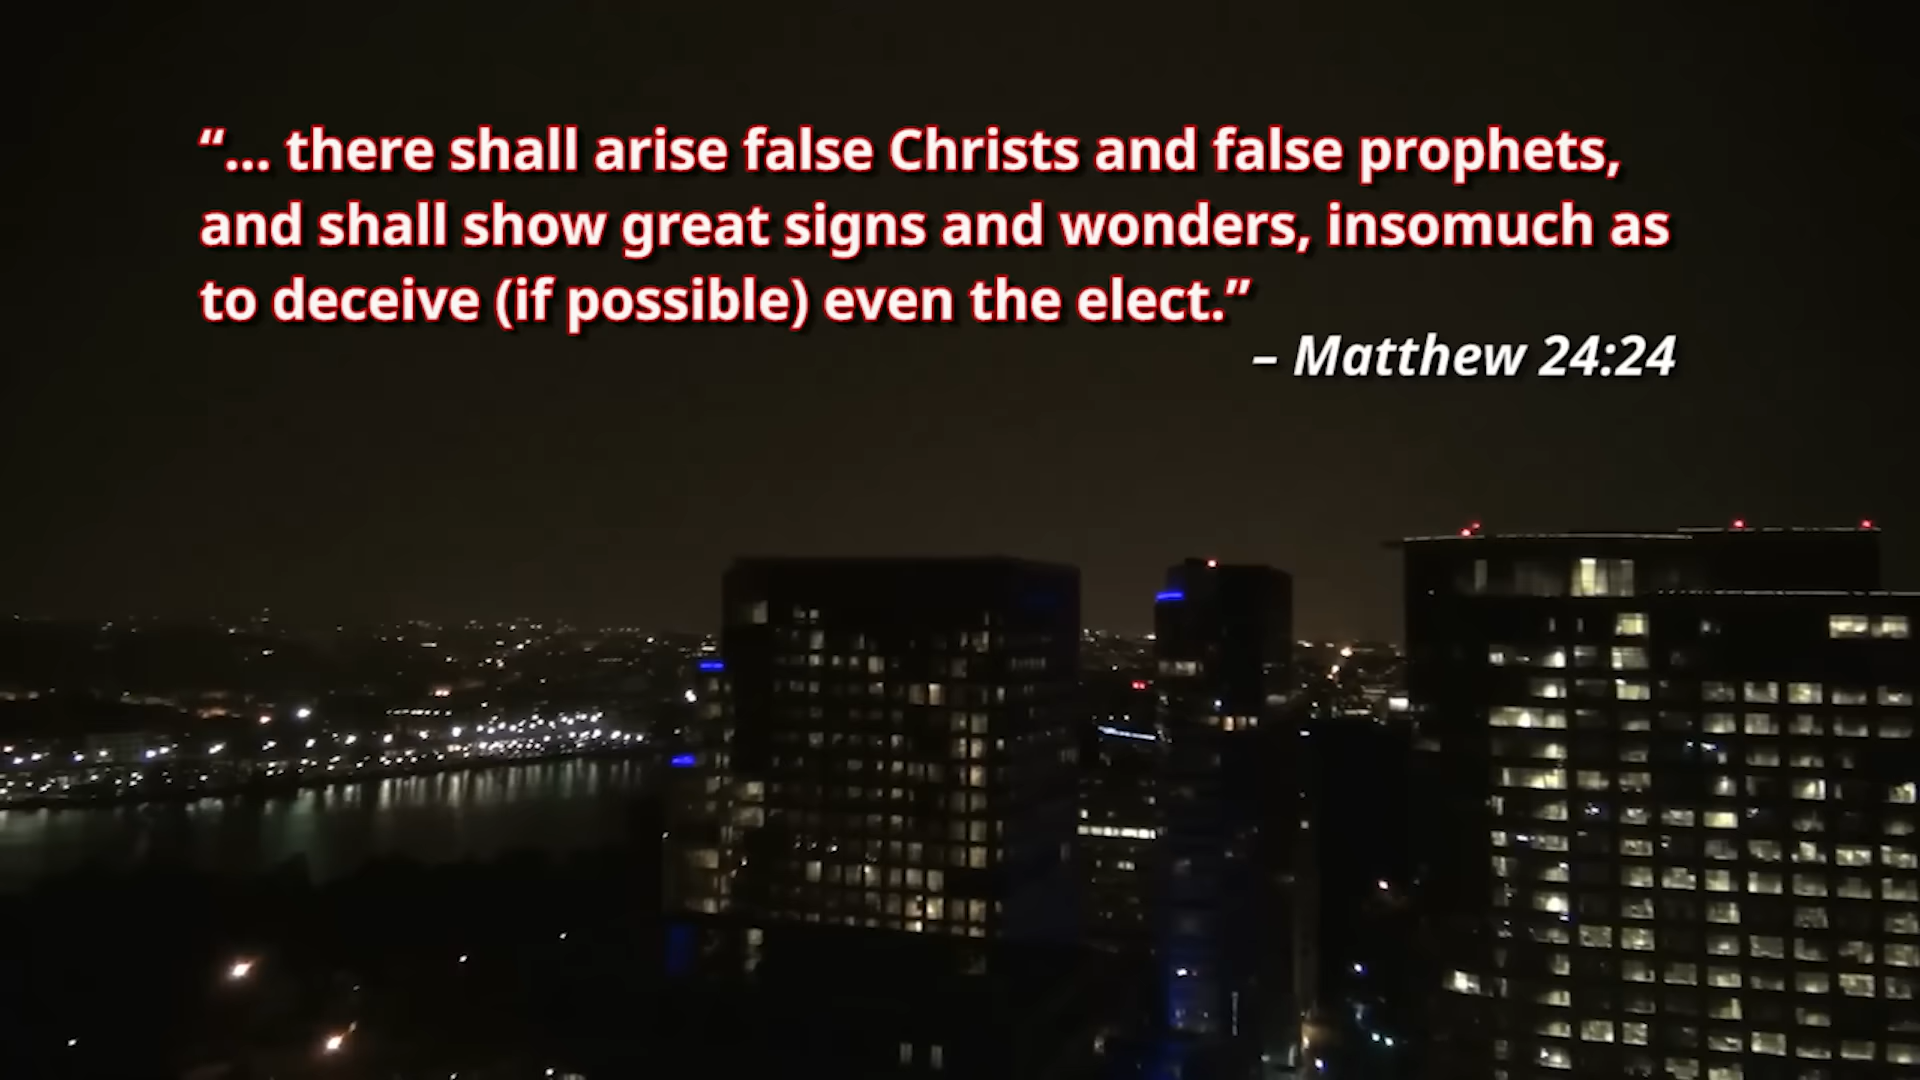 “... there shall arise false Christs and false prophets,
and shall show great signs and wonders, insomuch as
to deceive (if possible) even the elect.”
– Matthew 24:24